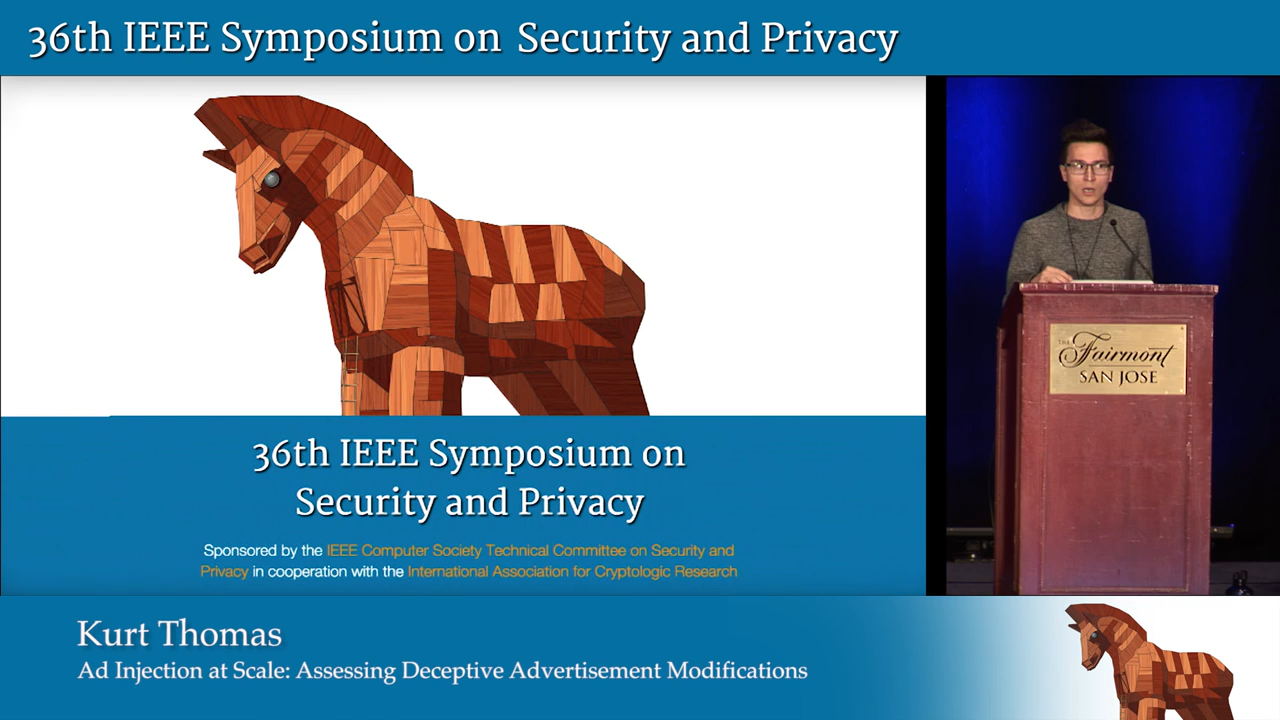 36th IEEE Symposium on Security and Privacy
36th IEEE Symposium on
Security and Privacy
Sponsored by the IEEE Computer Society Technical Committee on Security and
Privacy in cooperation with the International Association for Cryptologic Research
THE
Fairmont
SAN JOSE
Kurt Thomas
Ad Injection at Scale: Assessing Deceptive Advertisement Modifications